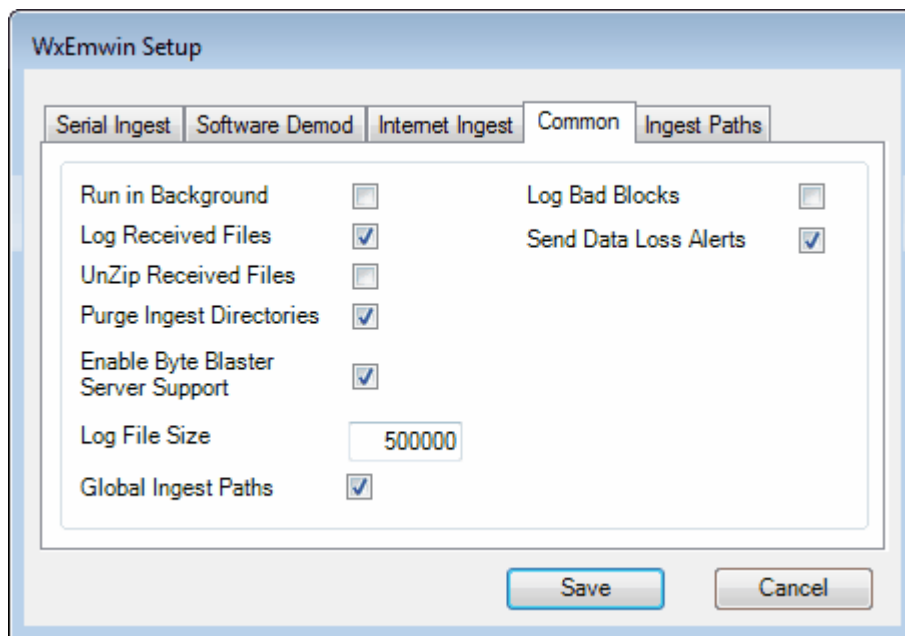 WxEmwin Setup
Serial Ingest
Software Demod
Internet Ingest
Common
Ingest Paths
Run in Background
Log Received Files
UnZip Received Files
Purge Ingest Directories
Enable Byte Blaster
Server Support
Log File Size
500000
Global Ingest Paths
Log Bad Blocks
Send Data Loss Alerts
Save
Cancel